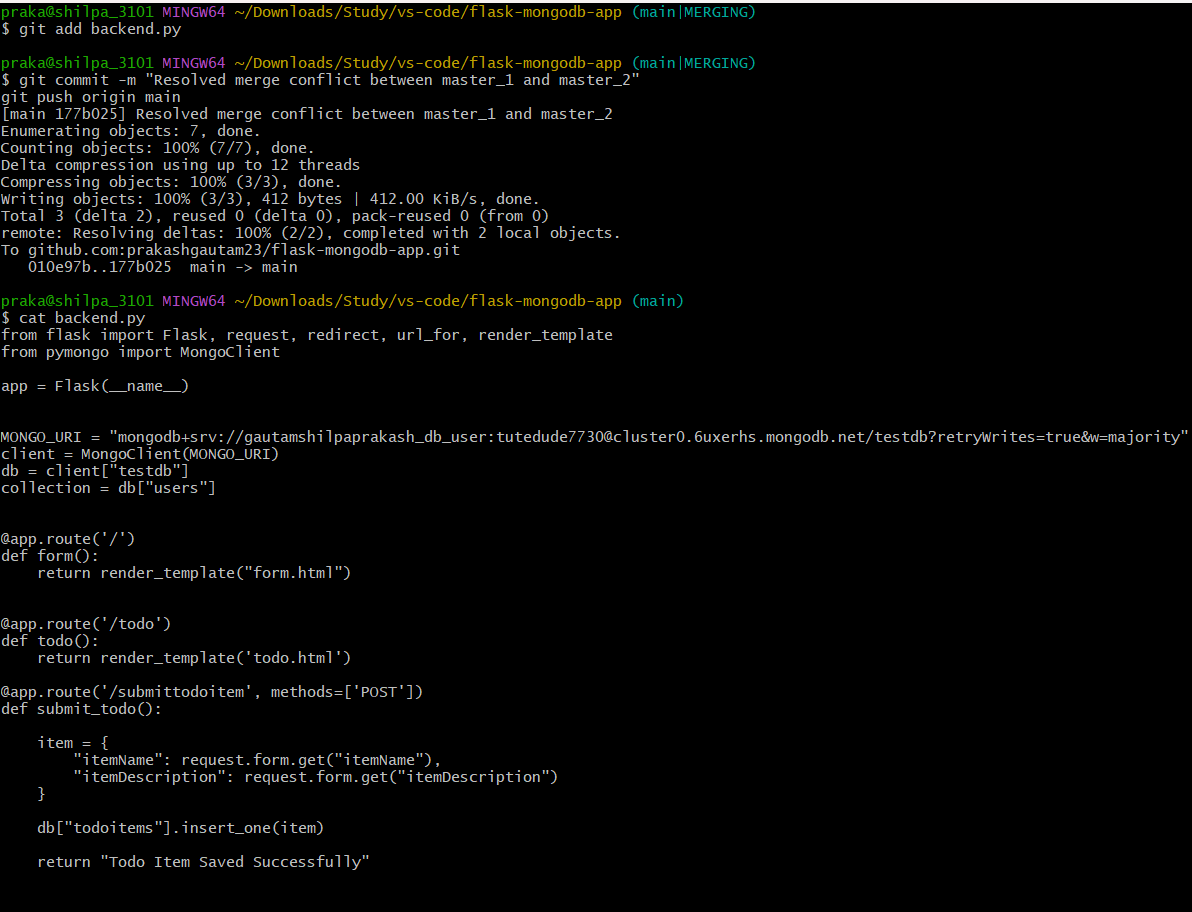 praka@shilpa_3101 MINGW64 ~/Downloads/Study/vs-code/flask-mongodb-app (main|MERGING)
$ git add backend.py

praka@shilpa_3101 MINGW64 ~/Downloads/Study/vs-code/flask-mongodb-app (main|MERGING)
$ git commit -m "Resolved merge conflict between master_1 and master_2"
git push origin main
[main 177b025] Resolved merge conflict between master_1 and master_2
Enumerating objects: 7, done.
Counting objects: 100% (7/7), done.
Delta compression using up to 12 threads
Compressing objects: 100% (3/3), done.
Writing objects: 100% (3/3), 412 bytes | 412.00 KiB/s, done.
Total 3 (delta 2), reused 0 (delta 0), pack-reused 0 (from 0)
remote: Resolving deltas: 100% (2/2), completed with 2 local objects.
To github.com:prakashgautam23/flask-mongodb-app.git
   010e97b..177b025  main -> main

praka@shilpa_3101 MINGW64 ~/Downloads/Study/vs-code/flask-mongodb-app (main)
$ cat backend.py
from flask import Flask, request, redirect, url_for, render_template
from pymongo import MongoClient

app = Flask(__name__)


MONGO_URI = "mongodb+srv://gautamshilpaprakash_db_user:tutedude7730@cluster0.6uxerhs.mongodb.net/testdb?retryWrites=true&w=majority"
client = MongoClient(MONGO_URI)
db = client["testdb"]
collection = db["users"]


@app.route('/')
def form():
    return render_template("form.html")


@app.route('/todo')
def todo():
    return render_template('todo.html')

@app.route('/submittodoitem', methods=['POST'])
def submit_todo():

    item = {
        "itemName": request.form.get("itemName"),
        "itemDescription": request.form.get("itemDescription")
    }

    db["todoitems"].insert_one(item)

    return "Todo Item Saved Successfully"